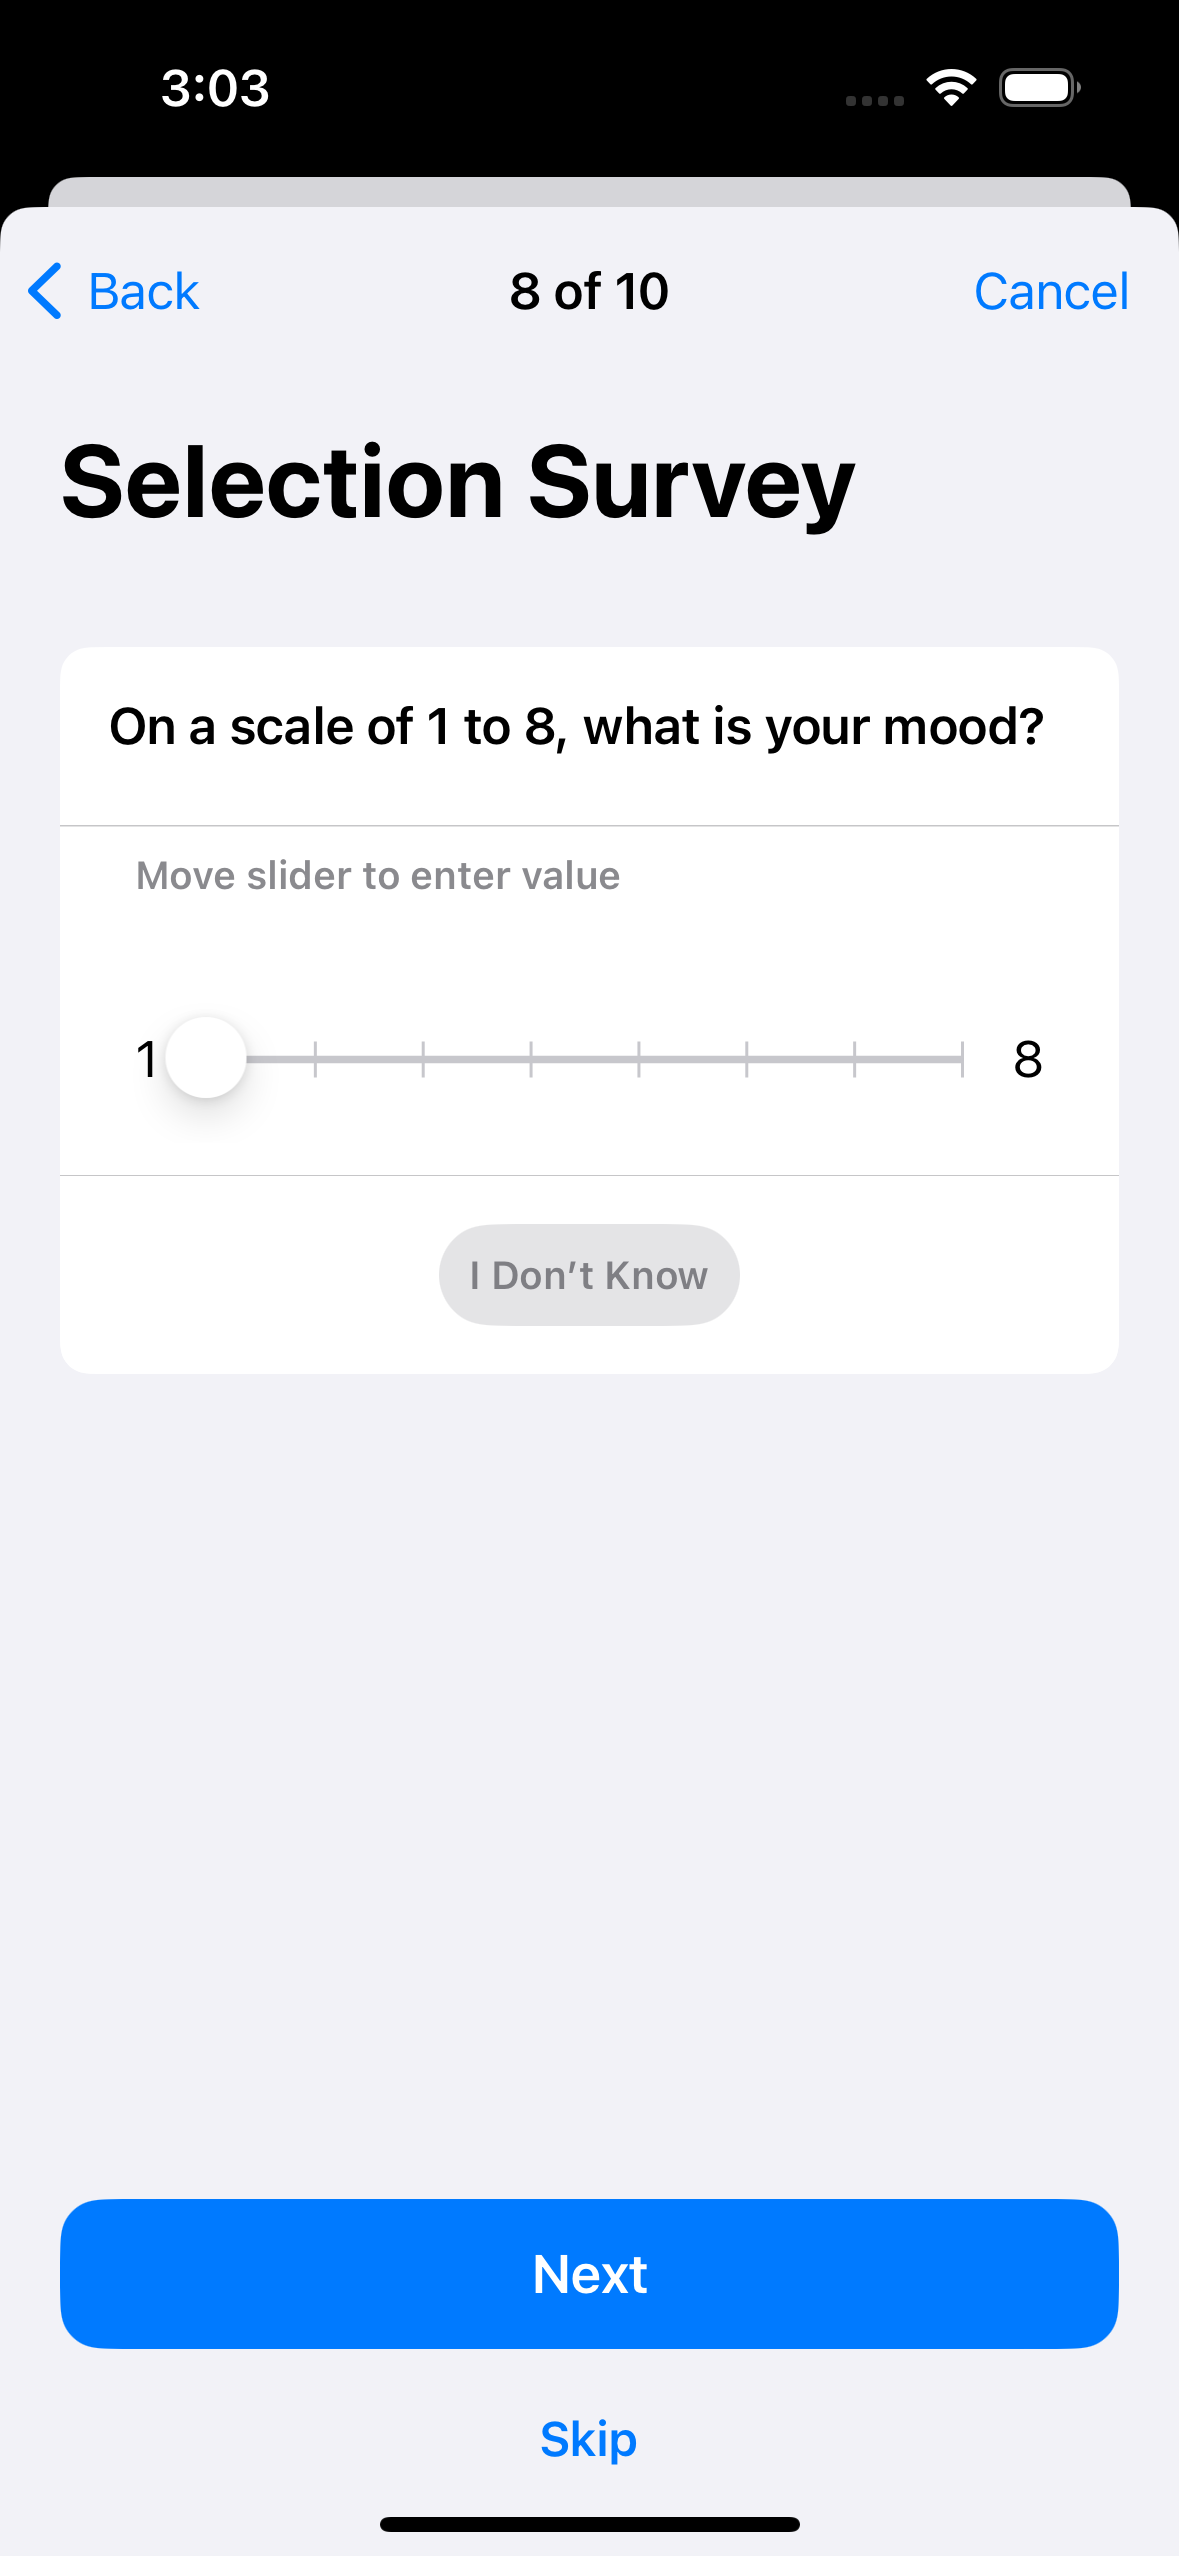 3:03
Back
8 of 10
Cancel
Selection Survey
On a scale of 1 to 8, what is your mood?
Move slider to enter value
1
8
I Don’t Know
Next
Skip